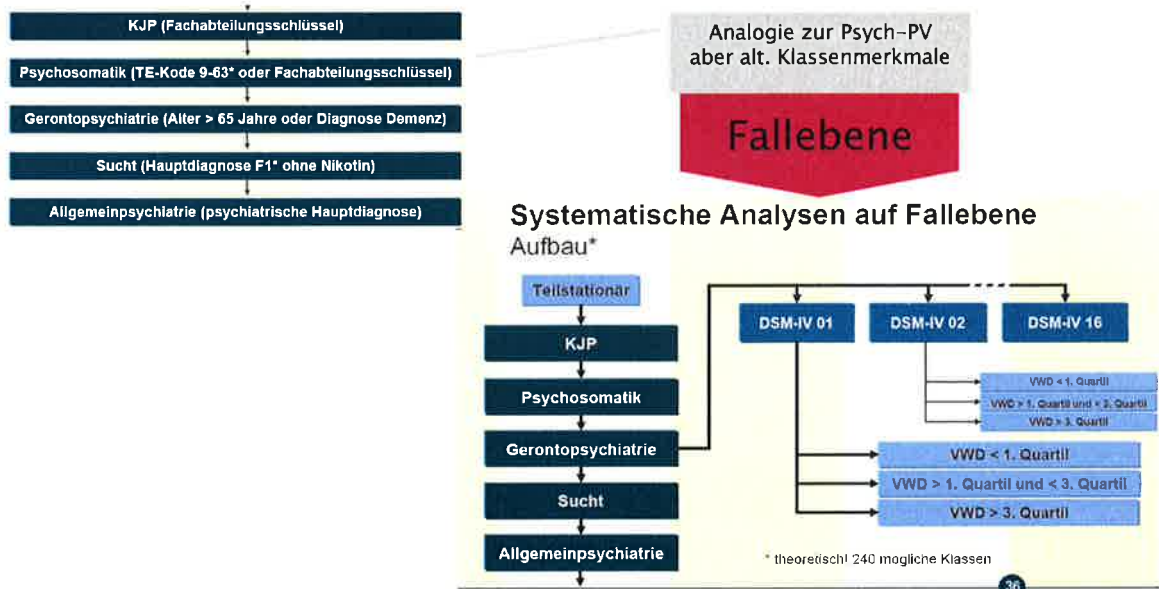 KJP (Fachabteilungsschlüssel)
Psychosomatik (TE-Kode 9-63* oder Fachabteilungsschlüssel)
Gerontopsychiatrie (Alter > 65 Jahre oder Diagnose Demenz)
Sucht (Hauptdiagnose F1* ohne Nikotin)
Allgemeinpsychiatrie (psychiatrische Hauptdiagnose)
Analogie zur Psych-PV
aber alt. Klassenmerkmale
Fallebene
Systematische Analysen auf Fallebene
Aufbau*
Teilstationär
KJP
Psychosomatik
Gerontopsychiatrie
Sucht
Allgemeinpsychiatrie
DSM-IV 01
DSM-IV 02
DSM-IV 16
VWD < 1. Quartil
VWD > 1. Quartil und < 3. Quartil
VWD > 3. Quartil
VWD < 1. Quartil
VWD > 1. Quartil und < 3. Quartil
VWD > 3. Quartil
* theoretisch! 240 mogliche Klassen
36